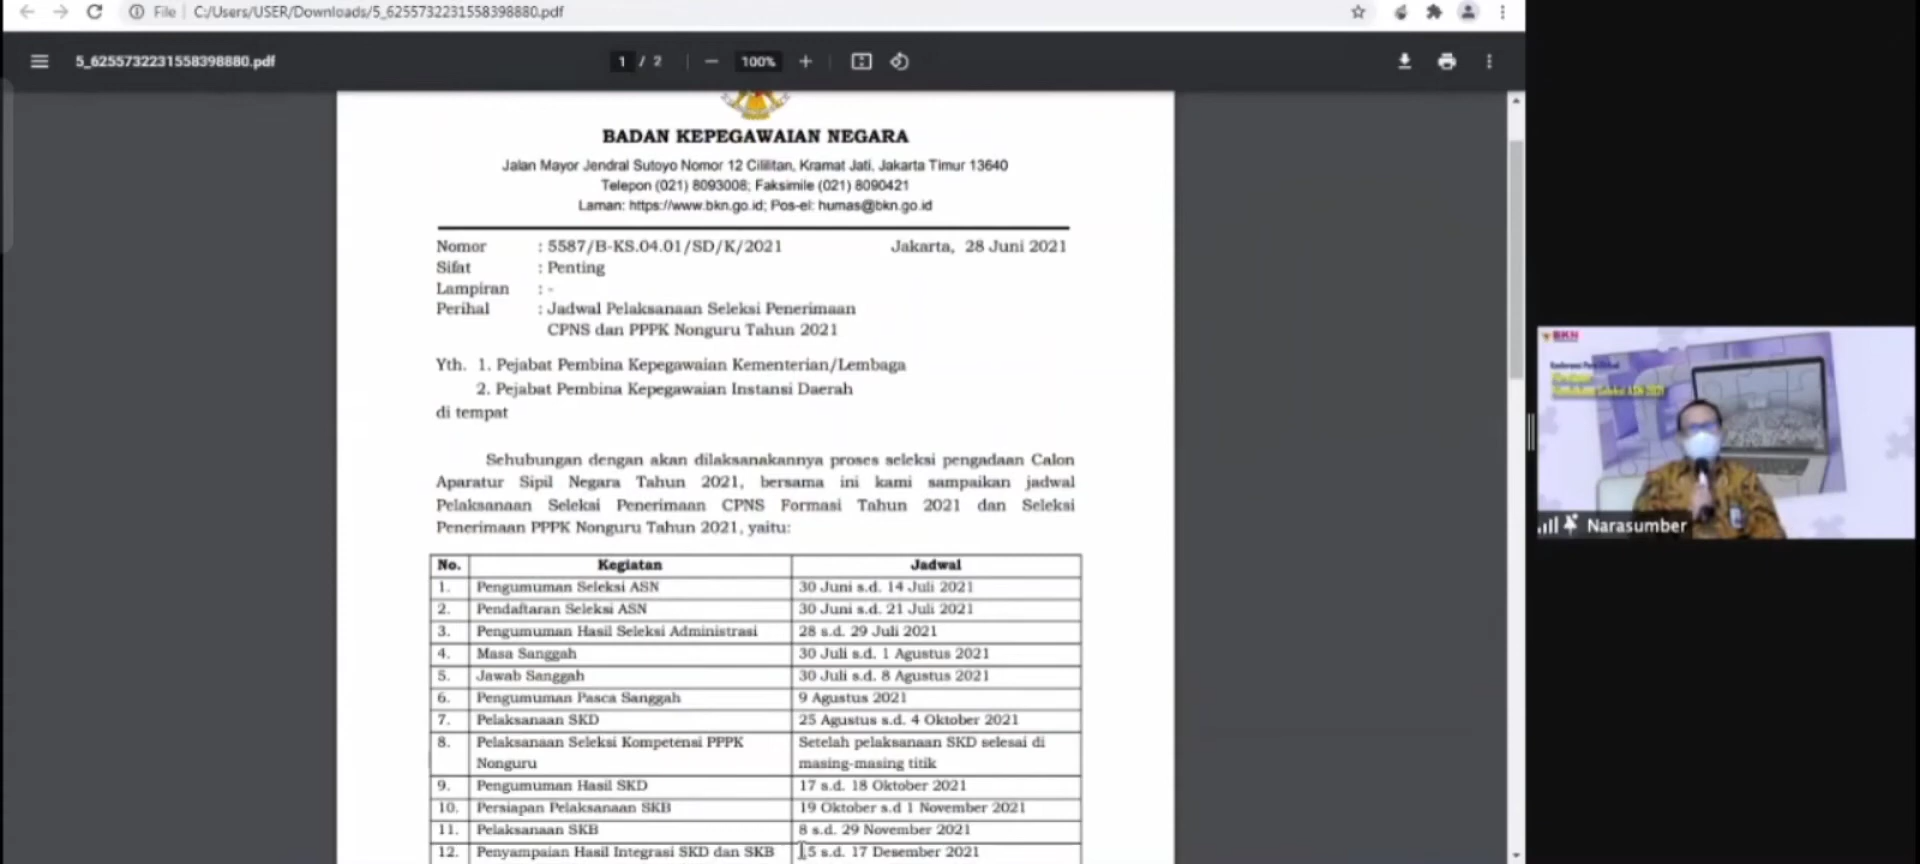 File | C:/Users/USER/Downloads/5_6255732231558398880.pdf
5_6255732231558398880.pdf
1 / 2
100%
BADAN KEPEGAWAIAN NEGARA
Jalan Mayor Jendral Sutoyo Nomor 12 Cililitan, Kramat Jati, Jakarta Timur 13640
Telepon (021) 8093008; Faksimile (021) 8090421
Laman: https://www.bkn.go.id; Pos-el: humas@bkn.go.id
Nomor : 5587/B-KS.04.01/SD/K/2021 Jakarta, 28 Juni 2021
Sifat : Penting
Lampiran : -
Perihal : Jadwal Pelaksanaan Seleksi Penerimaan
CPNS dan PPPK Nonguru Tahun 2021
Yth. 1. Pejabat Pembina Kepegawaian Kementerian/Lembaga
2. Pejabat Pembina Kepegawaian Instansi Daerah
di tempat
Sehubungan dengan akan dilaksanakannya proses seleksi pengadaan Calon
Aparatur Sipil Negara Tahun 2021, bersama ini kami sampaikan jadwal
Pelaksanaan Seleksi Penerimaan CPNS Formasi Tahun 2021 dan Seleksi
Penerimaan PPPK Nonguru Tahun 2021, yaitu:
No. Kegiatan Jadwal
1. Pengumuman Seleksi ASN 30 Juni s.d. 14 Juli 2021
2. Pendaftaran Seleksi ASN 30 Juni s.d. 21 Juli 2021
3. Pengumuman Hasil Seleksi Administrasi 28 s.d. 29 Juli 2021
4. Masa Sanggah 30 Juli s.d. 1 Agustus 2021
5. Jawab Sanggah 30 Juli s.d. 8 Agustus 2021
6. Pengumuman Pasca Sanggah 9 Agustus 2021
7. Pelaksanaan SKD 25 Agustus s.d. 4 Oktober 2021
8. Pelaksanaan Seleksi Kompetensi PPPK Setelah pelaksanaan SKD selesai di
Nonguru masing-masing titik
9. Pengumuman Hasil SKD 17 s.d. 18 Oktober 2021
10. Persiapan Pelaksanaan SKB 19 Oktober s.d 1 November 2021
11. Pelaksanaan SKB 8 s.d. 29 November 2021
12. Penyampaian Hasil Integrasi SKD dan SKB 15 s.d. 17 Desember 2021
BKN
Narasumber